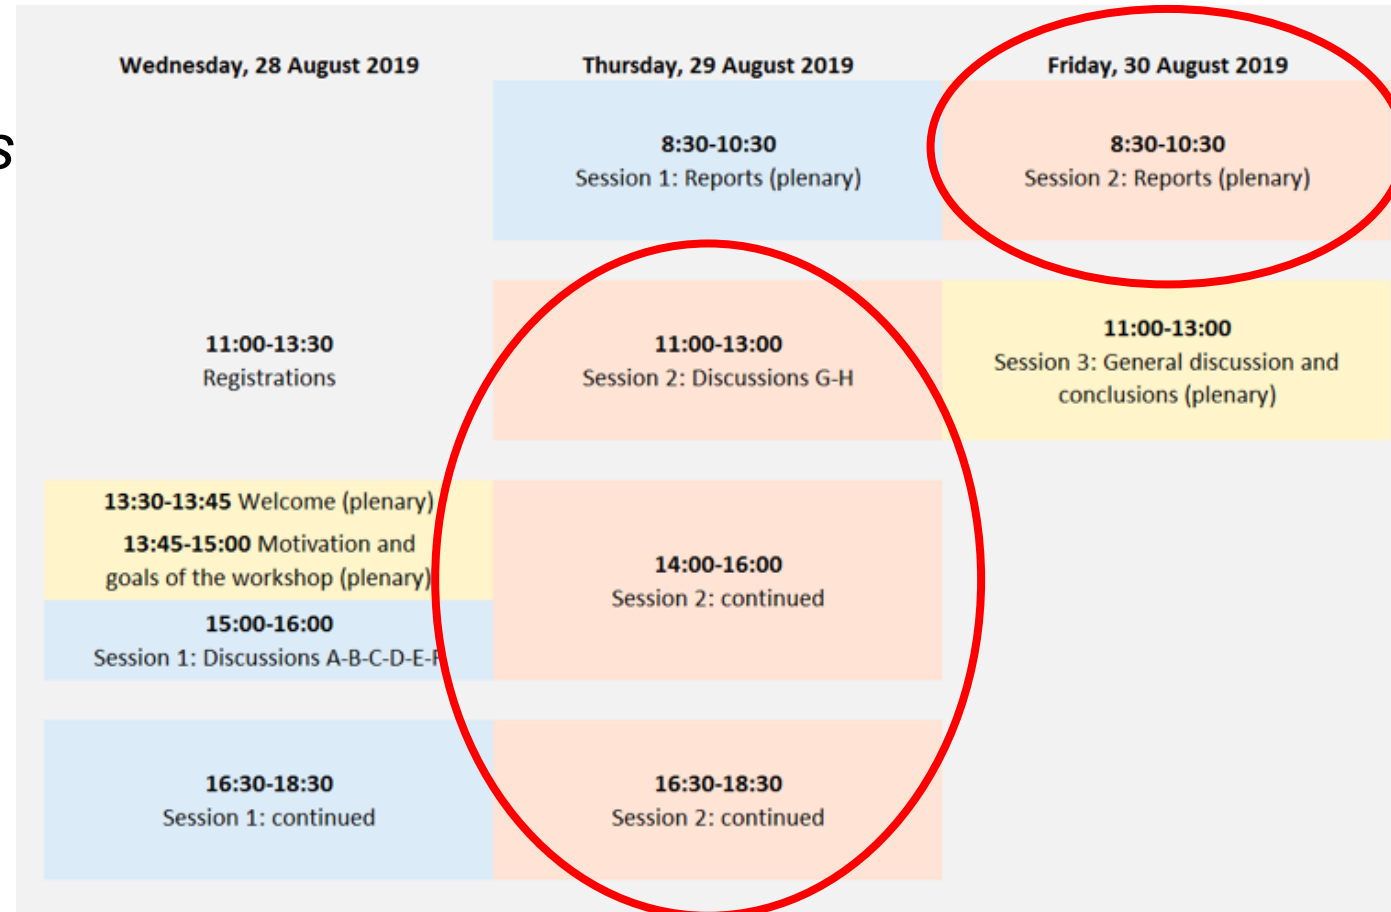 s
Wednesday, 28 August 2019
Thursday, 29 August 2019
Friday, 30 August 2019
8:30-10:30
Session 1: Reports (plenary)
8:30-10:30
Session 2: Reports (plenary)
11:00-13:30
Registrations
11:00-13:00
Session 2: Discussions G-H
11:00-13:00
Session 3: General discussion and
conclusions (plenary)
13:30-13:45 Welcome (plenary)
13:45-15:00 Motivation and
goals of the workshop (plenary)
15:00-16:00
Session 1: Discussions A-B-C-D-E-F
14:00-16:00
Session 2: continued
16:30-18:30
Session 1: continued
16:30-18:30
Session 2: continued